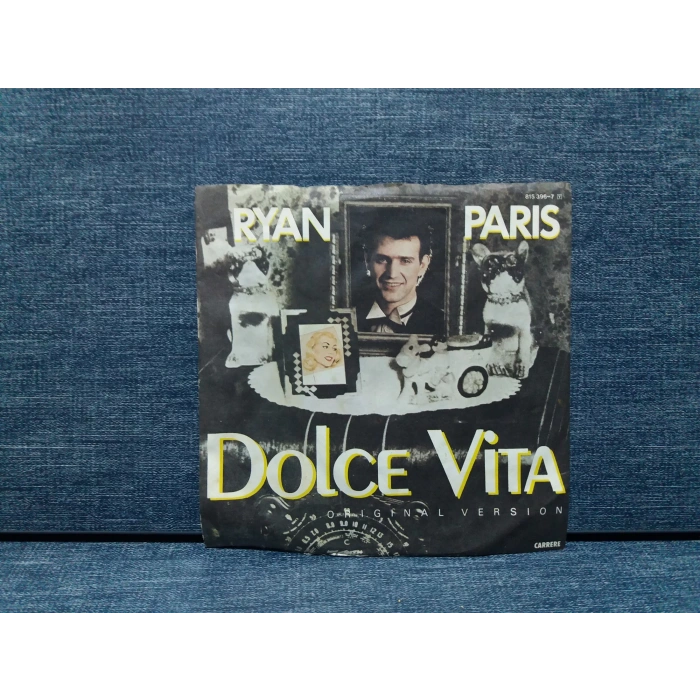 815 396-7
RYAN PARIS
DOLCE VITA
ORIGINAL VERSION
CARRERE